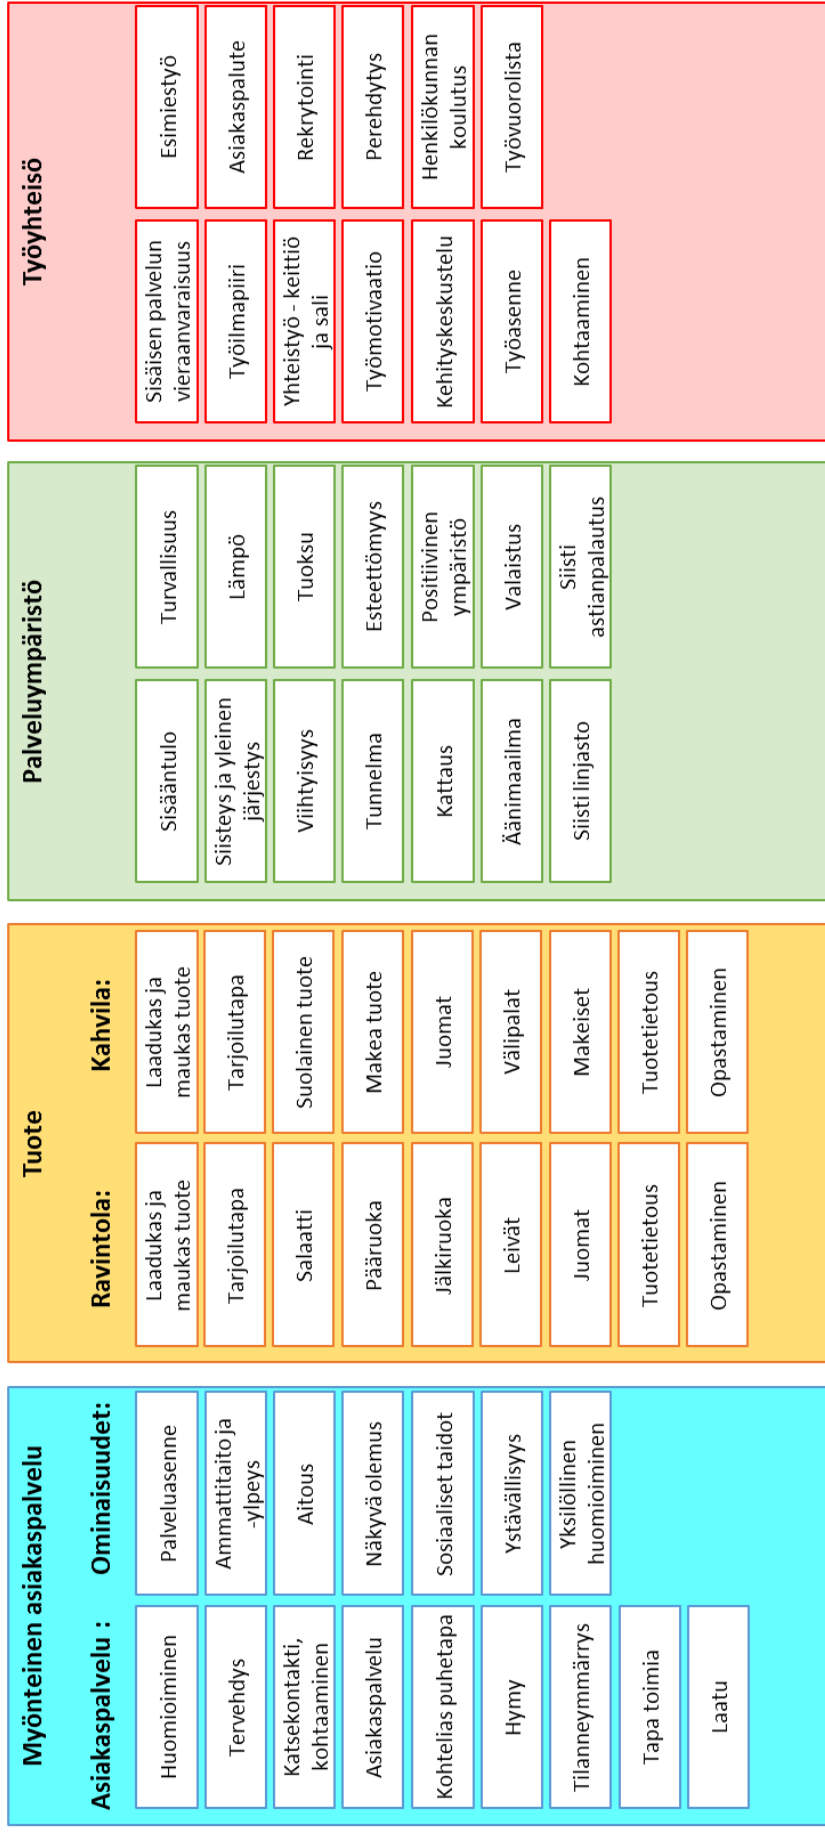 Myönteinen asiakaspalvelu
Asiakaspalvelu :
Huomioiminen
Tervehdys
Katsekontakti,
kohtaaminen
Asiakaspalvelu
Kohtelias puhetapa
Hymy
Tilanneymmärrys
Tapa toimia
Laatu
Ominaisuudet:
Palveluasenne
Ammattitaito ja
-ylpeys
Aitous
Näkyvä olemus
Sosiaaliset taidot
Ystävällisyys
Yksilöllinen
huomioiminen
Tuote
Ravintola:
Laadukas ja
maukas tuote
Tarjoilutapa
Salaatti
Pääruoka
Jälkiruoka
Leivät
Juomat
Tuotetietous
Opastaminen
Kahvila:
Laadukas ja
maukas tuote
Tarjoilutapa
Suolainen tuote
Makea tuote
Juomat
Välipalat
Makeiset
Tuotetietous
Opastaminen
Palveluympäristö
Sisääntulo
Siisteys ja yleinen
järjestys
Viihtyisyys
Tunnelma
Kattaus
Äänimaailma
Siisti linjasto
Turvallisuus
Lämpö
Tuoksu
Esteettömyys
Positiivinen
ympäristö
Valaistus
Siisti
astianpalautus
Työyhteisö
Sisäisen palvelun
vieraanvaraisuus
Työilmapiiri
Yhteistyö - keittiö
ja sali
Työmotivaatio
Kehityskeskustelu
Työasenne
Kohtaaminen
Esimiestyö
Asiakaspalute
Rekrytointi
Perehdytys
Henkilökunnan
koulutus
Työvuorolista